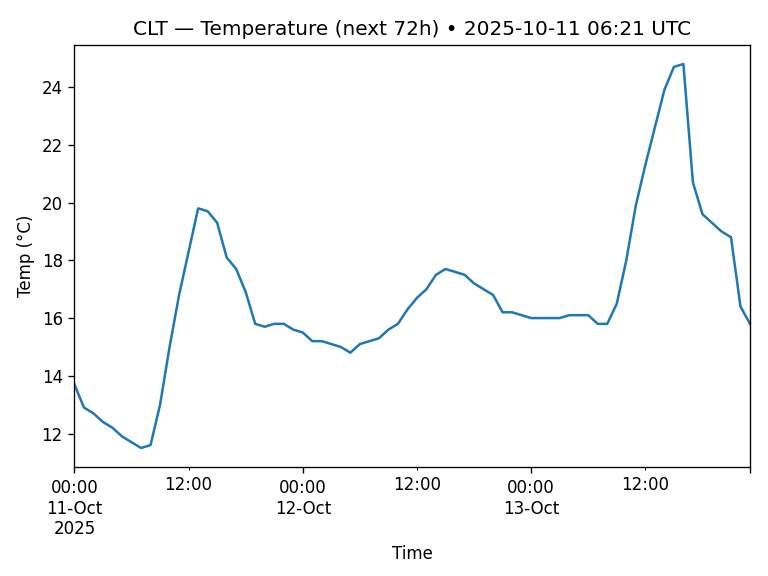 CLT — Temperature (next 72h) • 2025-10-11 06:21 UTC
Temp (°C)
24
22
20
18
16
14
12
00:00 12:00 00:00 12:00 00:00 12:00
11-Oct 12-Oct 13-Oct
2025
Time